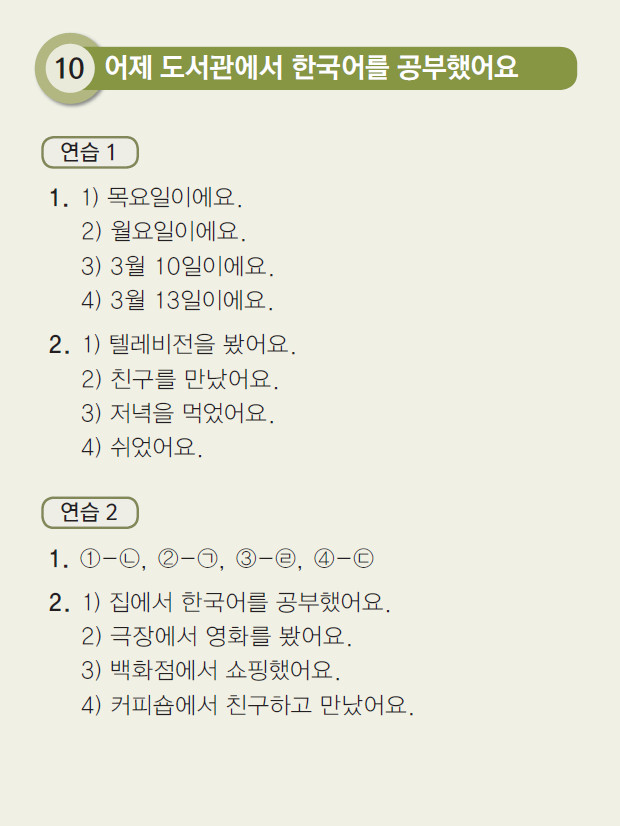 10 어제 도서관에서 한국어를 공부했어요
연습 1
1. 1) 목요일이에요.
2) 월요일이에요.
3) 3월 10일이에요.
4) 3월 13일이에요.
2. 1) 텔레비전을 봤어요.
2) 친구를 만났어요.
3) 저녁을 먹었어요.
4) 쉬었어요.
연습 2
1. ①-㉡, ②-㉠, ③-㉣, ④-㉢
2. 1) 집에서 한국어를 공부했어요.
2) 극장에서 영화를 봤어요.
3) 백화점에서 쇼핑했어요.
4) 커피숍에서 친구하고 만났어요.